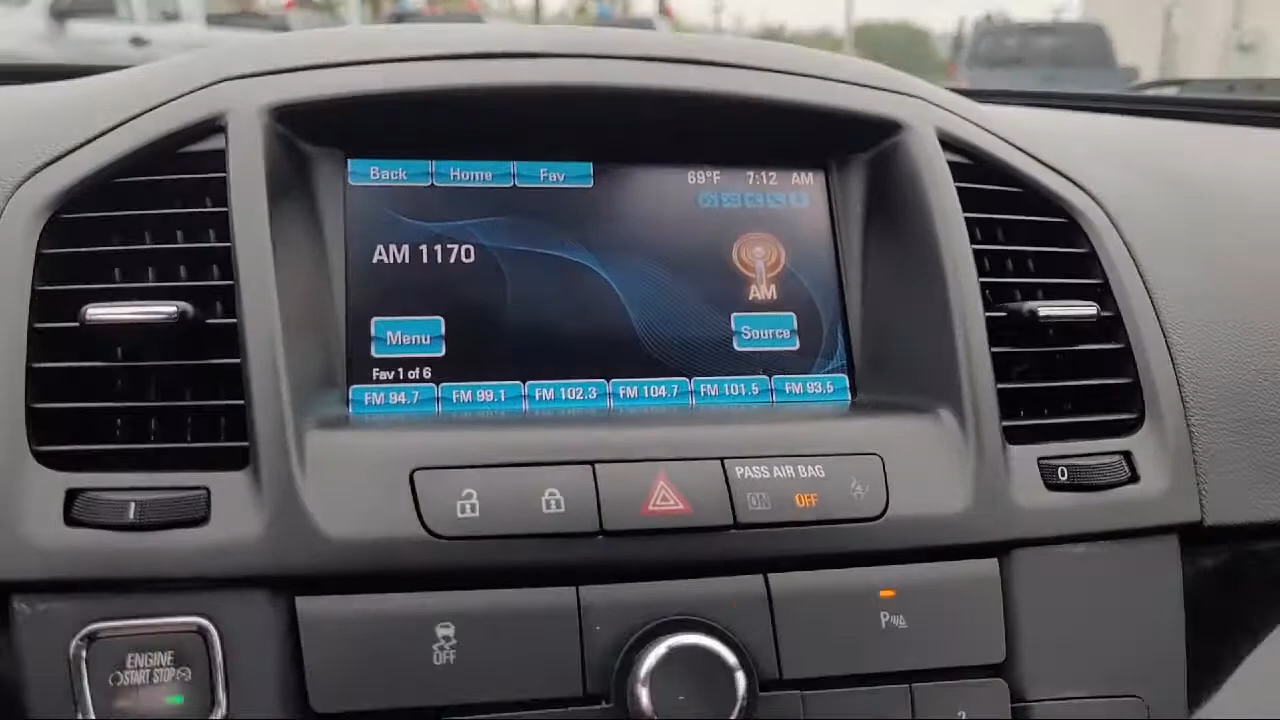 Back Home Fav 69°F 7:12 AM
AM 1170
AM
Menu Source
Fav 1 of 6
FM 94.7 FM 99.1 FM 102.3 FM 104.7 FM 101.5 FM 93.5
PASS AIR BAG
ON OFF
I
0
ENGINE
START STOP
OFF
P
2